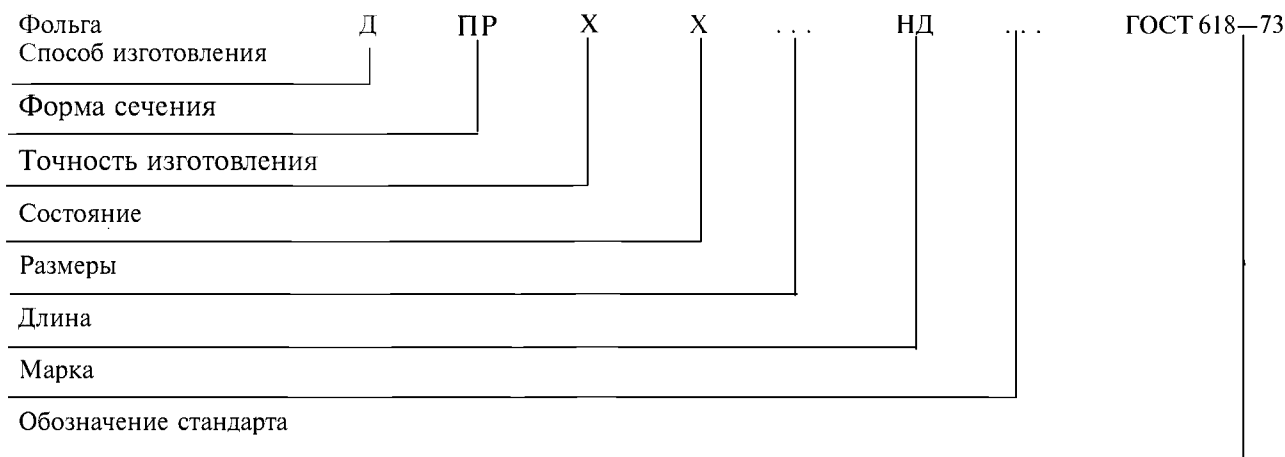 Фольга Д ПР Х Х ... НД ... ГОСТ 618—73
Способ изготовления
Форма сечения
Точность изготовления
Состояние
Размеры
Длина
Марка
Обозначение стандарта